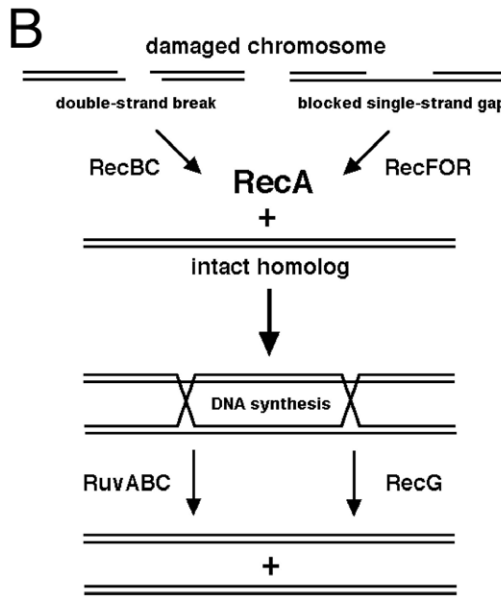 B
damaged chromosome
double-strand break
blocked single-strand gap
RecBC
RecFOR
RecA
+
intact homolog
DNA synthesis
RuvABC
RecG
+